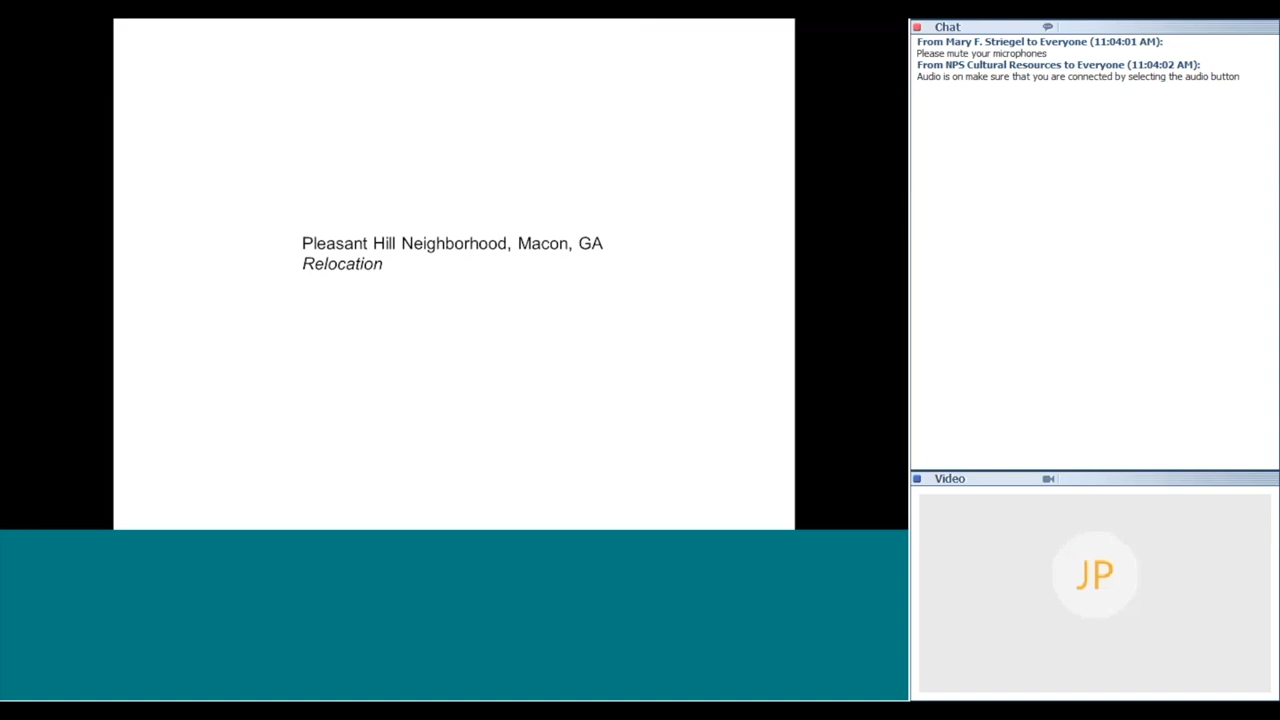 Pleasant Hill Neighborhood, Macon, GA
Relocation
Chat
From Mary F. Striegel to Everyone (11:04:01 AM):
Please mute your microphones
From NPS Cultural Resources to Everyone (11:04:02 AM):
Audio is on make sure that you are connected by selecting the audio button
Video
JP